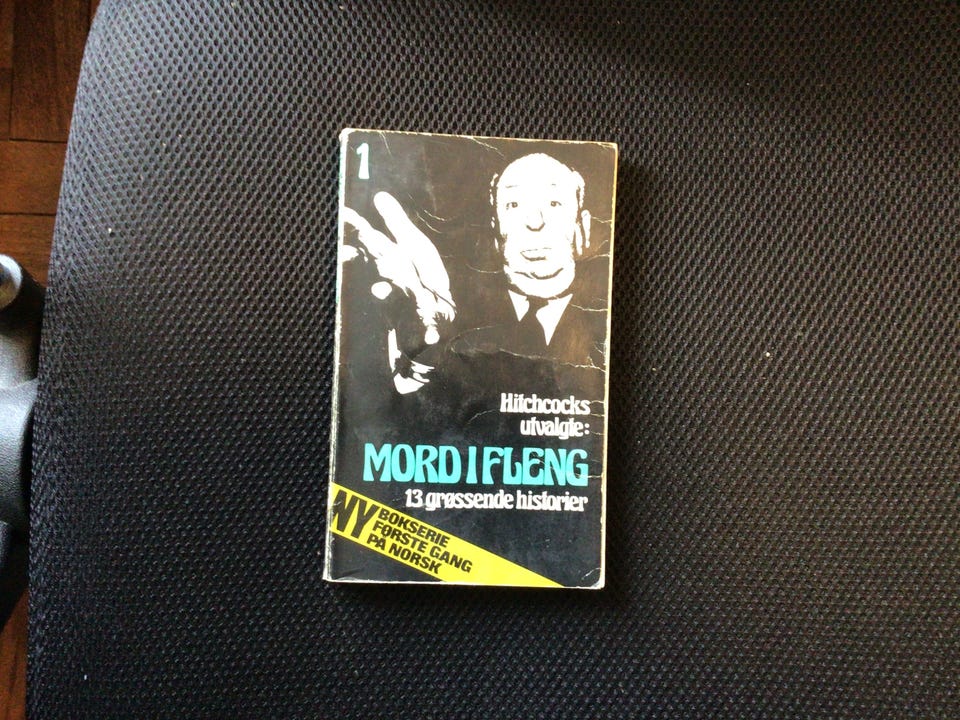 1
Hitchcocks
utvalgte:
MORD I FLENG
13 grøssende historier
NY
BOKSERIE
FØRSTE GANG
PÅ NORSK